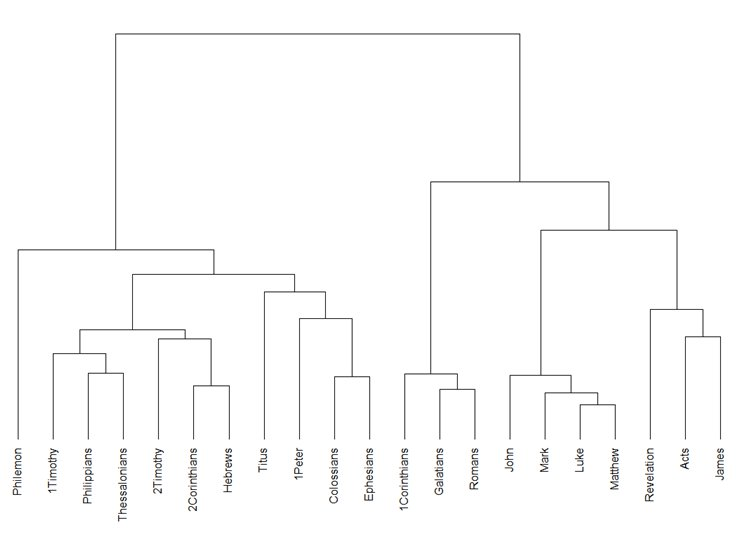 Philemon
1Timothy
Philippians
Thessalonians
2Timothy
2Corinthians
Hebrews
Titus
1Peter
Colossians
Ephesians
1Corinthians
Galatians
Romans
John
Mark
Luke
Matthew
Revelation
Acts
James